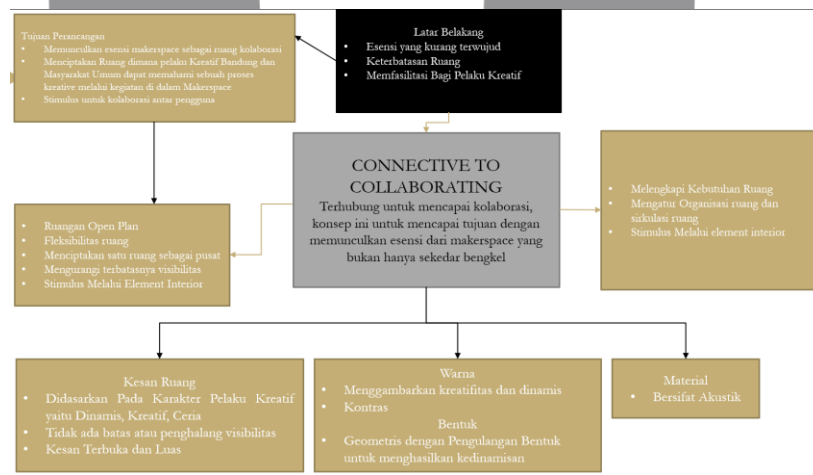 Latar Belakang
• Esensi yang kurang terwujud
• Keterbatasan Ruang
• Memfasilitasi Bagi Pelaku Kreatif
Tujuan Perancangan
• Memunculkan esensi makerspace sebagai ruang kolaborasi
• Menciptakan Ruang dimana pelaku Kreatif Bandung dan
Masyarakat Umum dapat memahami sebuah proses
kreative melalui kegiatan di dalam Makerspace
• Stimulus untuk kolaborasi antar pengguna
CONNECTIVE TO
COLLABORATING
Terhubung untuk mencapai kolaborasi,
konsep ini untuk mencapai tujuan dengan
memunculkan esensi dari makerspace yang
bukan hanya sekedar bengkel
• Melengkapi Kebutuhan Ruang
• Mengatur Organisasi ruang dan
sirkulasi ruang
• Stimulus Melalui element interior
• Ruangan Open Plan
• Fleksibilitas ruang
• Menciptakan satu ruang sebagai pusat
• Mengurangi terbatasnya visibilitas
• Stimulus Melalui Element Interior
Kesan Ruang
• Didasarkan Pada Karakter Pelaku Kreatif
yaitu Dinamis, Kreatif, Ceria
• Tidak ada batas atau penghalang visibilitas
• Kesan Terbuka dan Luas
Warna
• Menggambarkan kreatifitas dan dinamis
• Kontras
Bentuk
• Geometris dengan Pengulangan Bentuk
untuk menghasilkan kedinamisan
Material
• Bersifat Akustik